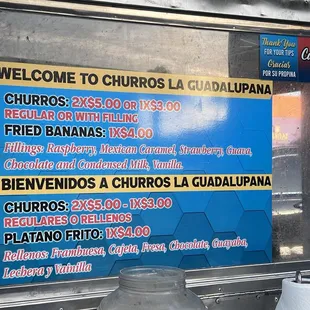 Thank You
FOR YOUR TIPS
Gracias
POR SU PROPINA
WELCOME TO CHURROS LA GUADALUPANA
CHURROS: 2X$5.00 OR 1X$3.00
REGULAR OR WITH FILLING
FRIED BANANAS: 1X$4.00
Fillings: Raspberry, Mexican Caramel, Strawberry, Guava,
Chocolate and Condensed Milk, Vanilla.
BIENVENIDOS A CHURROS LA GUADALUPANA
CHURROS: 2X$5.00 - 1X$3.00
REGULARES O RELLENOS
PLATANO FRITO: 1X$4.00
Rellenos: Frambuesa, Cajeta, Fresa, Chocolate, Guayaba,
Lechera y Vainilla